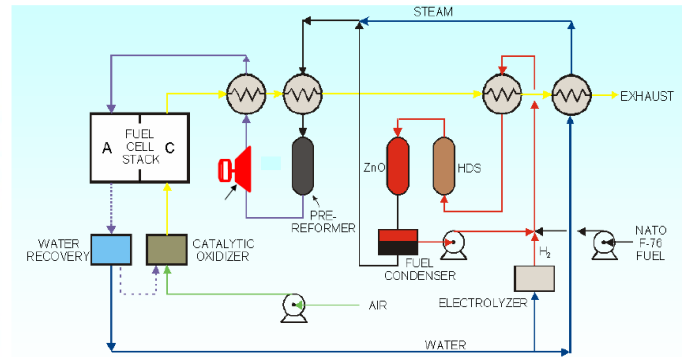 STEAM
EXHAUST
A
FUEL
CELL
STACK
C
ZnO
HDS
PRE-
REFORMER
WATER
RECOVERY
CATALYTIC
OXIDIZER
FUEL
CONDENSER
H2
NATO
F-76
FUEL
ELECTROLYZER
AIR
WATER